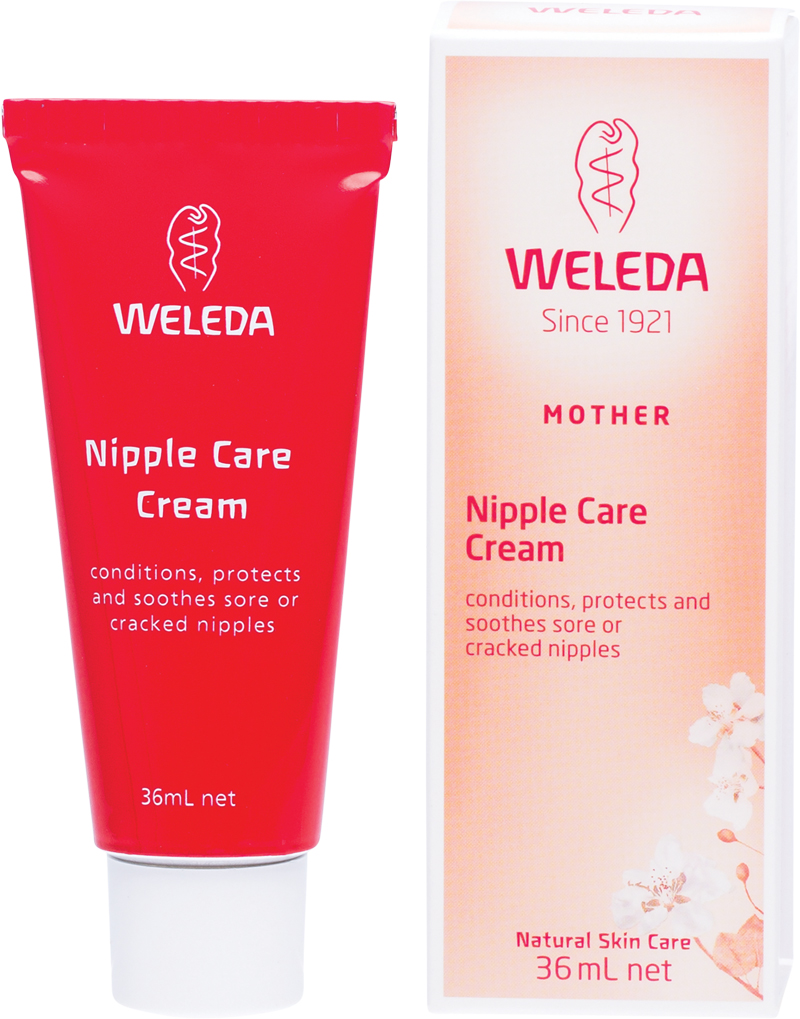 WELEDA
Nipple Care
Cream
conditions, protects
and soothes sore or
cracked nipples
36mL net
WELEDA
WELEDA
Since 1921
MOTHER
Nipple Care
Cream
conditions, protects and
soothes sore or
cracked nipples
Natural Skin Care
36 mL net